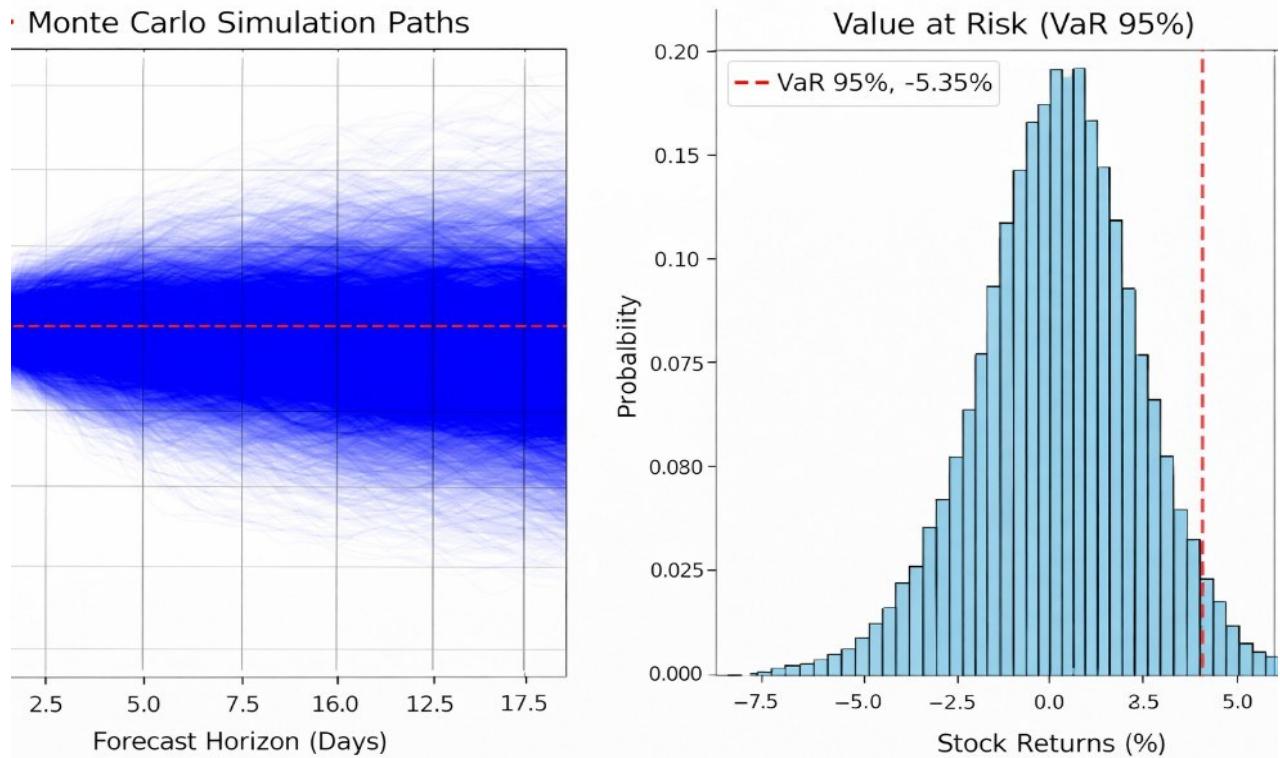 Monte Carlo Simulation Paths
2.5 5.0 7.5 16.0 12.5 17.5
Forecast Horizon (Days)
Value at Risk (VaR 95%)
VaR 95%, -5.35%
0.20
0.15
0.10
0.075
0.080
0.025
0.000
Probalbiity
−7.5 −5.0 −2.5 0.0 2.5 5.0
Stock Returns (%)